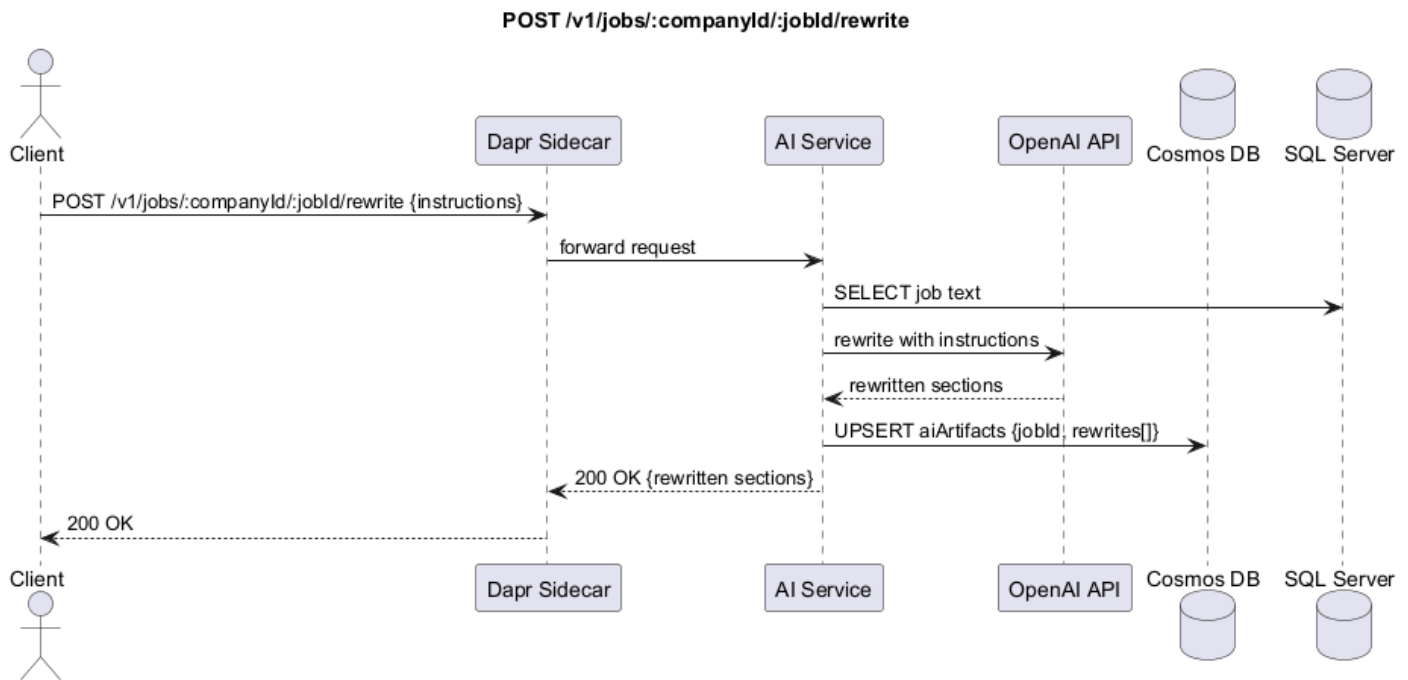 POST /v1/jobs/:companyId/:jobId/rewrite
Client
Dapr Sidecar
AI Service
OpenAI API
Cosmos DB
SQL Server
POST /v1/jobs/:companyId/:jobId/rewrite {instructions}
forward request
SELECT job text
rewrite with instructions
rewritten sections
UPSERT aiArtifacts {jobId, rewrites[]}
200 OK {rewritten sections}
200 OK
Client
Dapr Sidecar
AI Service
OpenAI API
Cosmos DB
SQL Server